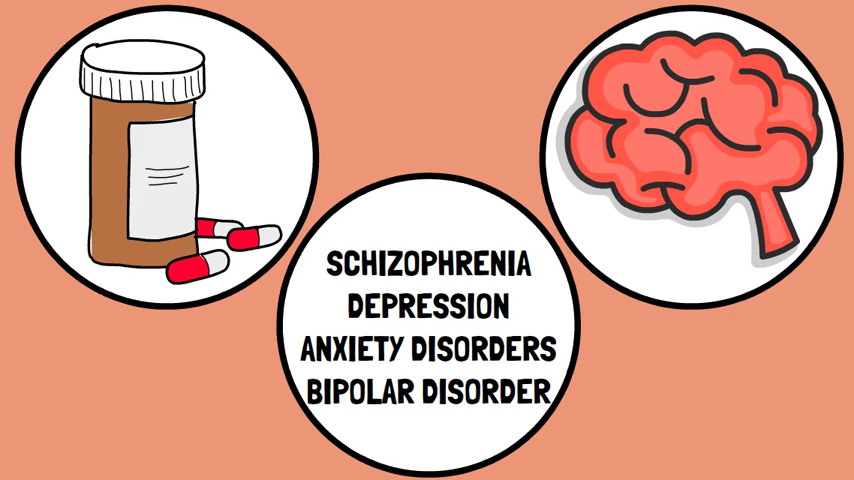 SCHIZOPHRENIA
DEPRESSION
ANXIETY DISORDERS
BIPOLAR DISORDER